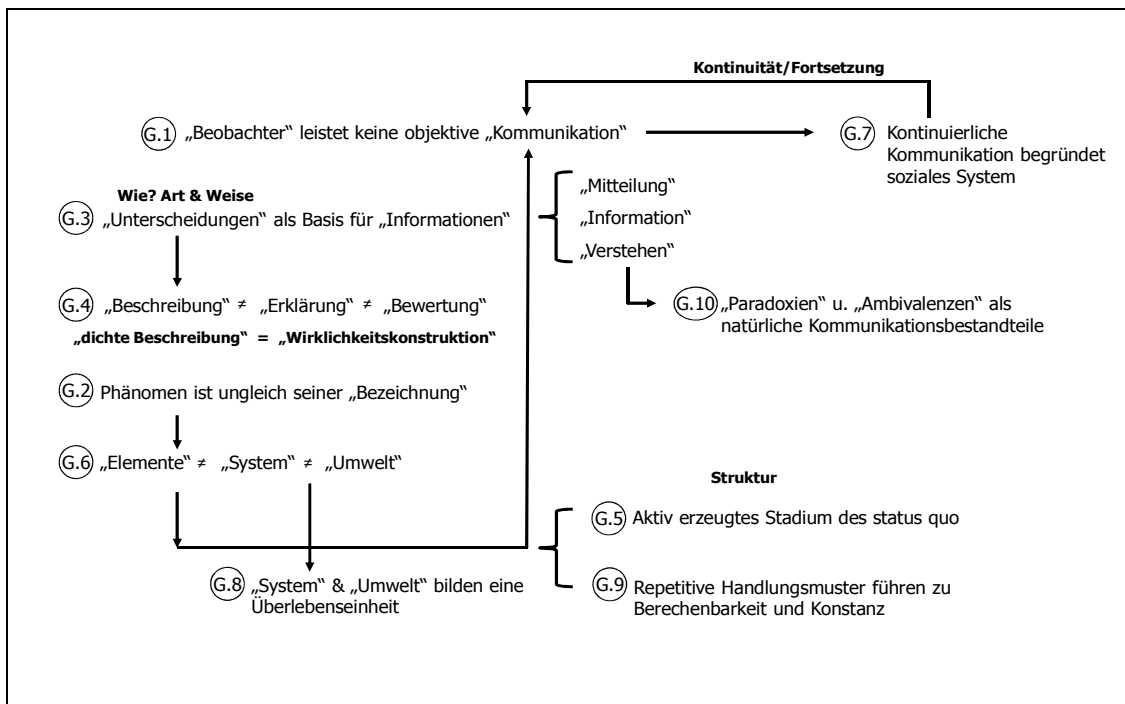 Kontinuität/Fortsetzung
G.1 „Beobachter“ leistet keine objektive „Kommunikation“
G.7 Kontinuierliche
Kommunikation begründet
soziales System
Wie? Art & Weise
G.3 „Unterscheidungen“ als Basis für „Informationen“
„Mitteilung“
„Information“
„Verstehen“
G.4 „Beschreibung“ ≠ „Erklärung“ ≠ „Bewertung“
„dichte Beschreibung“ = „Wirklichkeitskonstruktion“
G.10 „Paradoxien“ u. „Ambivalenzen“ als
natürliche Kommunikationsbestandteile
G.2 Phänomen ist ungleich seiner „Bezeichnung“
G.6 „Elemente“ ≠ „System“ ≠ „Umwelt“
Struktur
G.5 Aktiv erzeugtes Stadium des status quo
G.8 „System“ & „Umwelt“ bilden eine
Überlebenseinheit
G.9 Repetitive Handlungsmuster führen zu
Berechenbarkeit und Konstanz